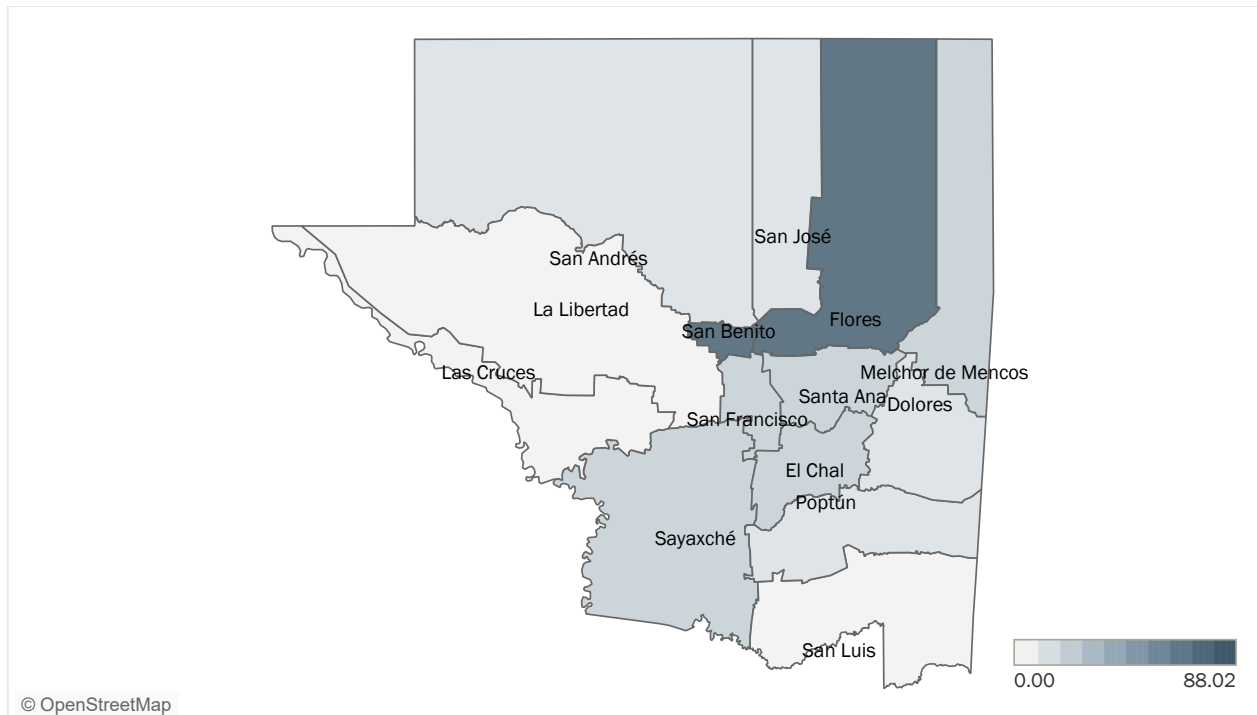 San José
San Andrés
La Libertad
Flores
San Benito
Melchor de Mencos
Las Cruces
Santa Ana
Dolores
San Francisco
El Chal
Poptún
Sayaxché
San Luis
0.00
88.02
© OpenStreetMap